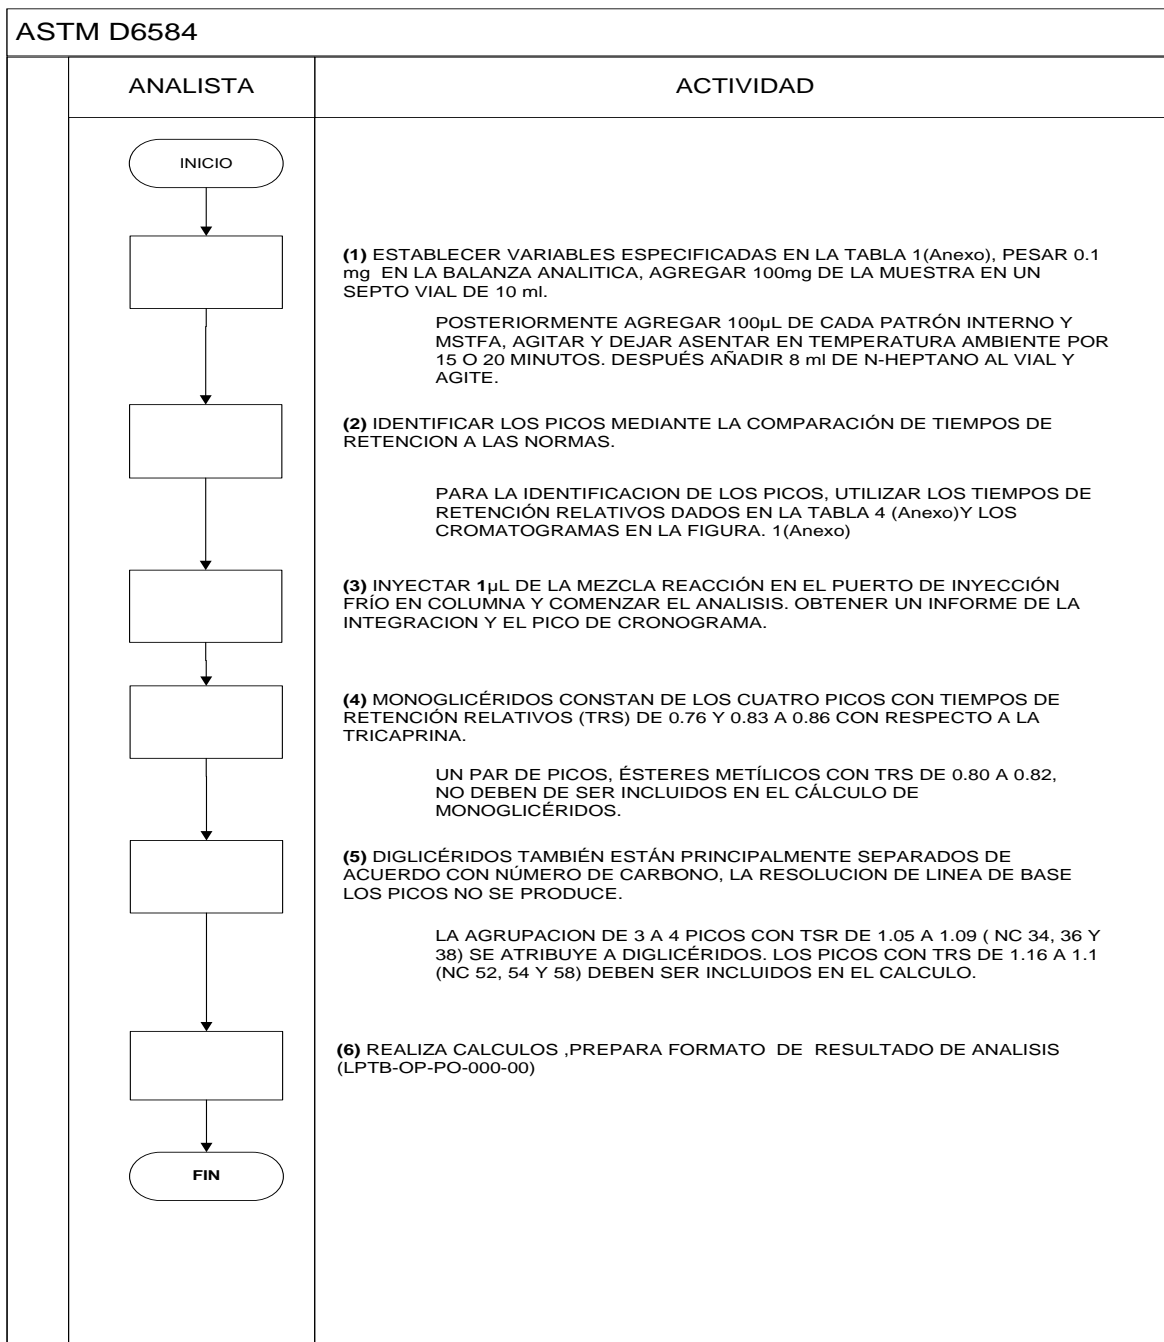 ASTM D6584
ANALISTA
ACTIVIDAD
INICIO
(1) ESTABLECER VARIABLES ESPECIFICADAS EN LA TABLA 1(Anexo), PESAR 0.1
mg EN LA BALANZA ANALITICA, AGREGAR 100mg DE LA MUESTRA EN UN
SEPTO VIAL DE 10 ml.
POSTERIORMENTE AGREGAR 100µL DE CADA PATRÓN INTERNO Y
MSTFA, AGITAR Y DEJAR ASENTAR EN TEMPERATURA AMBIENTE POR
15 O 20 MINUTOS. DESPUÉS AÑADIR 8 ml DE N-HEPTANO AL VIAL Y
AGITE.
(2) IDENTIFICAR LOS PICOS MEDIANTE LA COMPARACIÓN DE TIEMPOS DE
RETENCION A LAS NORMAS.
PARA LA IDENTIFICACION DE LOS PICOS, UTILIZAR LOS TIEMPOS DE
RETENCIÓN RELATIVOS DADOS EN LA TABLA 4 (Anexo)Y LOS
CROMATOGRAMAS EN LA FIGURA. 1(Anexo)
(3) INYECTAR 1µL DE LA MEZCLA REACCIÓN EN EL PUERTO DE INYECCIÓN
FRÍO EN COLUMNA Y COMENZAR EL ANALISIS. OBTENER UN INFORME DE LA
INTEGRACION Y EL PICO DE CRONOGRAMA.
(4) MONOGLICÉRIDOS CONSTAN DE LOS CUATRO PICOS CON TIEMPOS DE
RETENCIÓN RELATIVOS (TRS) DE 0.76 Y 0.83 A 0.86 CON RESPECTO A LA
TRICAPRINA.
UN PAR DE PICOS, ÉSTERES METÍLICOS CON TRS DE 0.80 A 0.82,
NO DEBEN DE SER INCLUIDOS EN EL CÁLCULO DE
MONOGLICÉRIDOS.
(5) DIGLICÉRIDOS TAMBIÉN ESTÁN PRINCIPALMENTE SEPARADOS DE
ACUERDO CON NÚMERO DE CARBONO, LA RESOLUCION DE LINEA DE BASE
LOS PICOS NO SE PRODUCE.
LA AGRUPACION DE 3 A 4 PICOS CON TSR DE 1.05 A 1.09 ( NC 34, 36 Y
38) SE ATRIBUYE A DIGLICÉRIDOS. LOS PICOS CON TRS DE 1.16 A 1.1
(NC 52, 54 Y 58) DEBEN SER INCLUIDOS EN EL CALCULO.
(6) REALIZA CALCULOS ,PREPARA FORMATO DE RESULTADO DE ANALISIS
(LPTB-OP-PO-000-00)
FIN